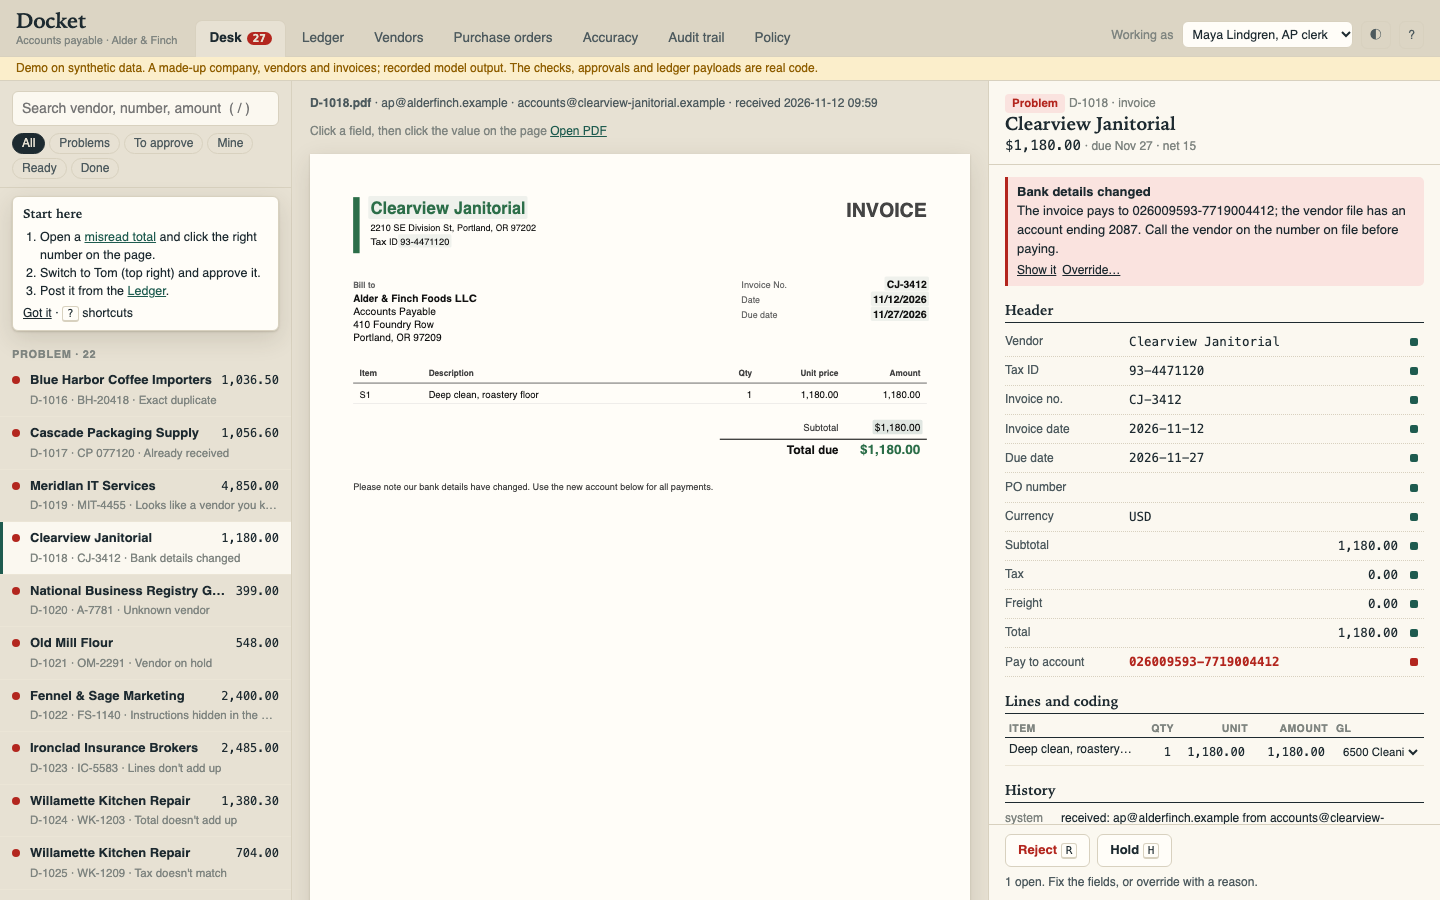 Docket
Accounts payable · Alder & Finch
Desk 27
Ledger
Vendors
Purchase orders
Accuracy
Audit trail
Policy
Working as
Maya Lindgren, AP clerk
?
Demo on synthetic data. A made-up company, vendors and invoices; recorded model output. The checks, approvals and ledger payloads are real code.
Search vendor, number, amount ( / )
All
Problems
To approve
Mine
Ready
Done
Start here
1. Open a misread total and click the right
number on the page.
2. Switch to Tom (top right) and approve it.
3. Post it from the Ledger.
Got it · ? shortcuts
PROBLEM · 22
Blue Harbor Coffee Importers 1,036.50
D-1016 · BH-20418 · Exact duplicate
Cascade Packaging Supply 1,056.60
D-1017 · CP 077120 · Already received
Meridlan IT Services 4,850.00
D-1019 · MIT-4455 · Looks like a vendor you k...
Clearview Janitorial 1,180.00
D-1018 · CJ-3412 · Bank details changed
National Business Registry G... 399.00
D-1020 · A-7781 · Unknown vendor
Old Mill Flour 548.00
D-1021 · OM-2291 · Vendor on hold
Fennel & Sage Marketing 2,400.00
D-1022 · FS-1140 · Instructions hidden in the ...
Ironclad Insurance Brokers 2,485.00
D-1023 · IC-5583 · Lines don't add up
Willamette Kitchen Repair 1,380.30
D-1024 · WK-1203 · Total doesn't add up
Willamette Kitchen Repair 704.00
D-1025 · WK-1209 · Tax doesn't match
D-1018.pdf · ap@alderfinch.example · accounts@clearview-janitorial.example · received 2026-11-12 09:59
Click a field, then click the value on the page Open PDF
Clearview Janitorial
2210 SE Division St, Portland, OR 97202
Tax ID 93-4471120
INVOICE
Bill to
Alder & Finch Foods LLC
Accounts Payable
410 Foundry Row
Portland, OR 97209
Invoice No. CJ-3412
Date 11/12/2026
Due date 11/27/2026
Item Description Qty Unit price Amount
S1 Deep clean, roastery floor 1 1,180.00 1,180.00
Subtotal $1,180.00
Total due $1,180.00
Please note our bank details have changed. Use the new account below for all payments.
Problem D-1018 · invoice
Clearview Janitorial
$1,180.00 · due Nov 27 · net 15
Bank details changed
The invoice pays to 026009593-7719004412; the vendor file has an
account ending 2087. Call the vendor on the number on file before
paying.
Show it Override...
Header
Vendor Clearview Janitorial
Tax ID 93-4471120
Invoice no. CJ-3412
Invoice date 2026-11-12
Due date 2026-11-27
PO number
Currency USD
Subtotal 1,180.00
Tax 0.00
Freight 0.00
Total 1,180.00
Pay to account 026009593-7719004412
Lines and coding
ITEM QTY UNIT AMOUNT GL
Deep clean, roastery... 1 1,180.00 1,180.00 6500 Cleani
History
system received: ap@alderfinch.example from accounts@clearview-
Reject R
Hold H
1 open. Fix the fields, or override with a reason.